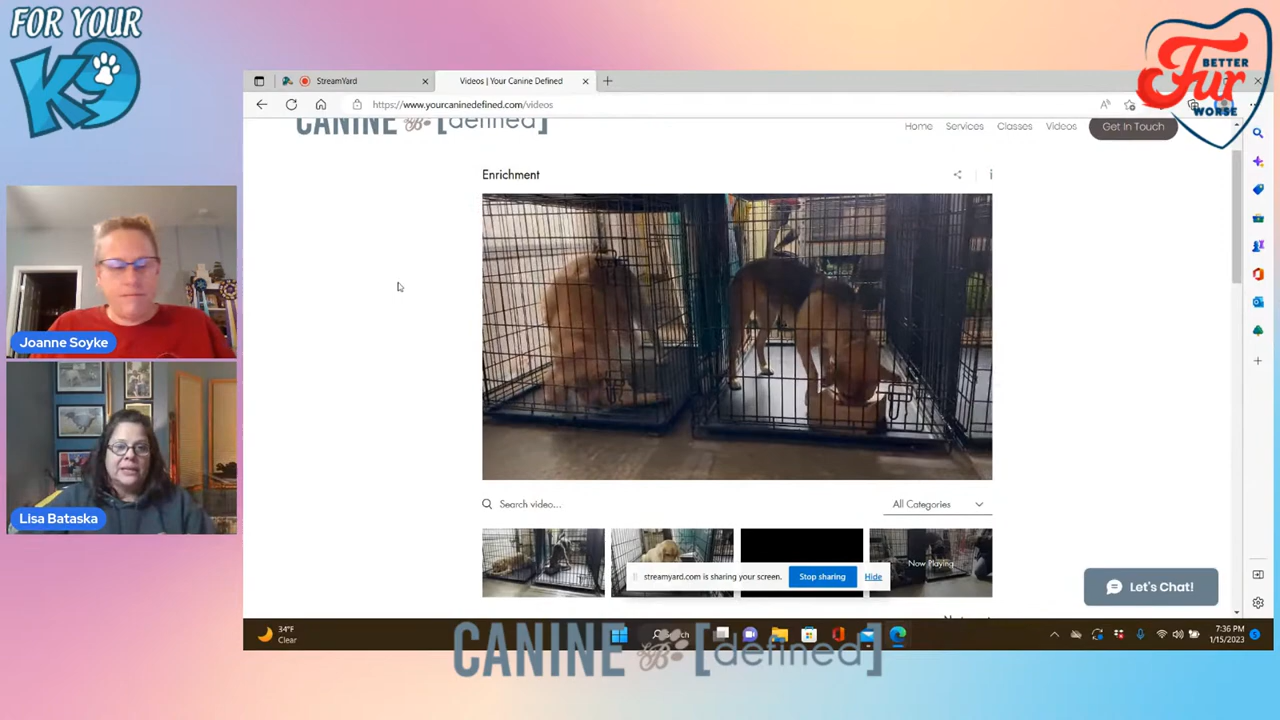 FOR YOUR
K9
BETTER
Fur
WORSE
StreamYard
Videos | Your Canine Defined
https://www.yourcaninedefined.com/videos
CANINE [defined]
Home
Services
Classes
Videos
Get In Touch
Enrichment
Joanne Soyke
Lisa Bataska
Search video...
All Categories
Now Playing
streamyard.com is sharing your screen.
Stop sharing
Hide
Let's Chat!
34°F
Clear
7:36 PM
1/15/2023
CANINE [defined]